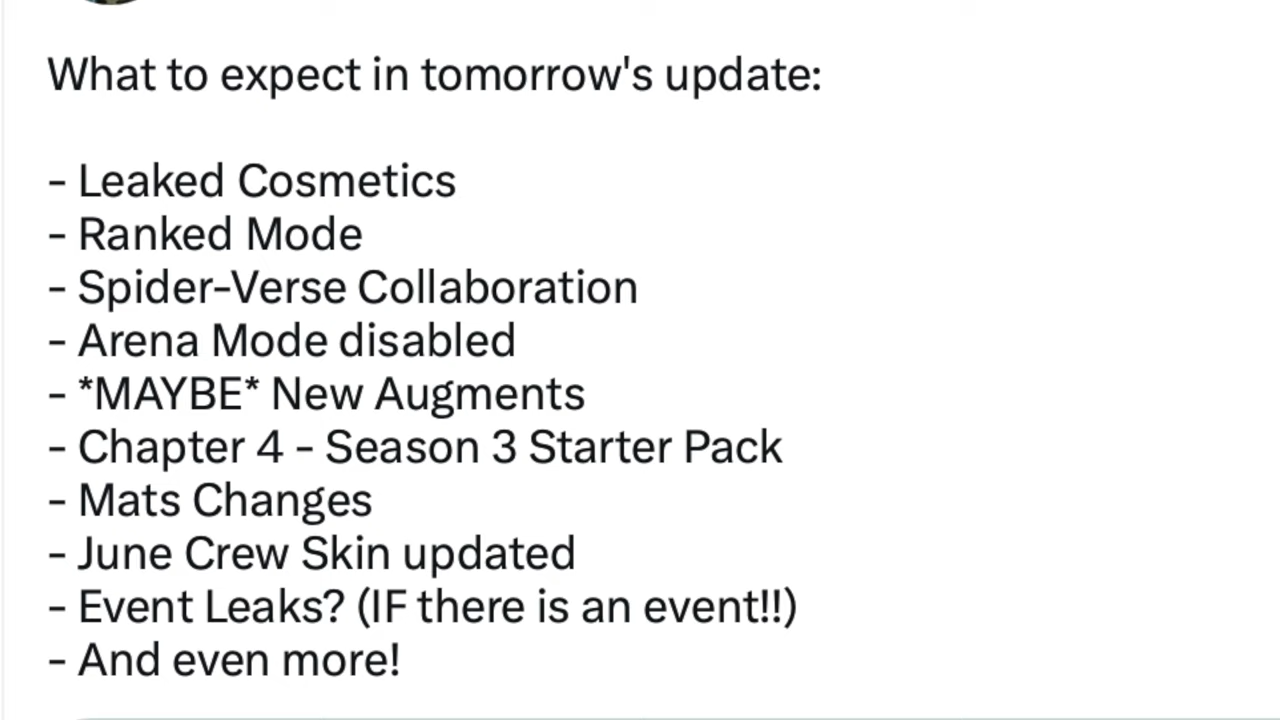 What to expect in tomorrow's update:
- Leaked Cosmetics
- Ranked Mode
- Spider-Verse Collaboration
- Arena Mode disabled
- *MAYBE* New Augments
- Chapter 4 - Season 3 Starter Pack
- Mats Changes
- June Crew Skin updated
- Event Leaks? (IF there is an event!!)
- And even more!